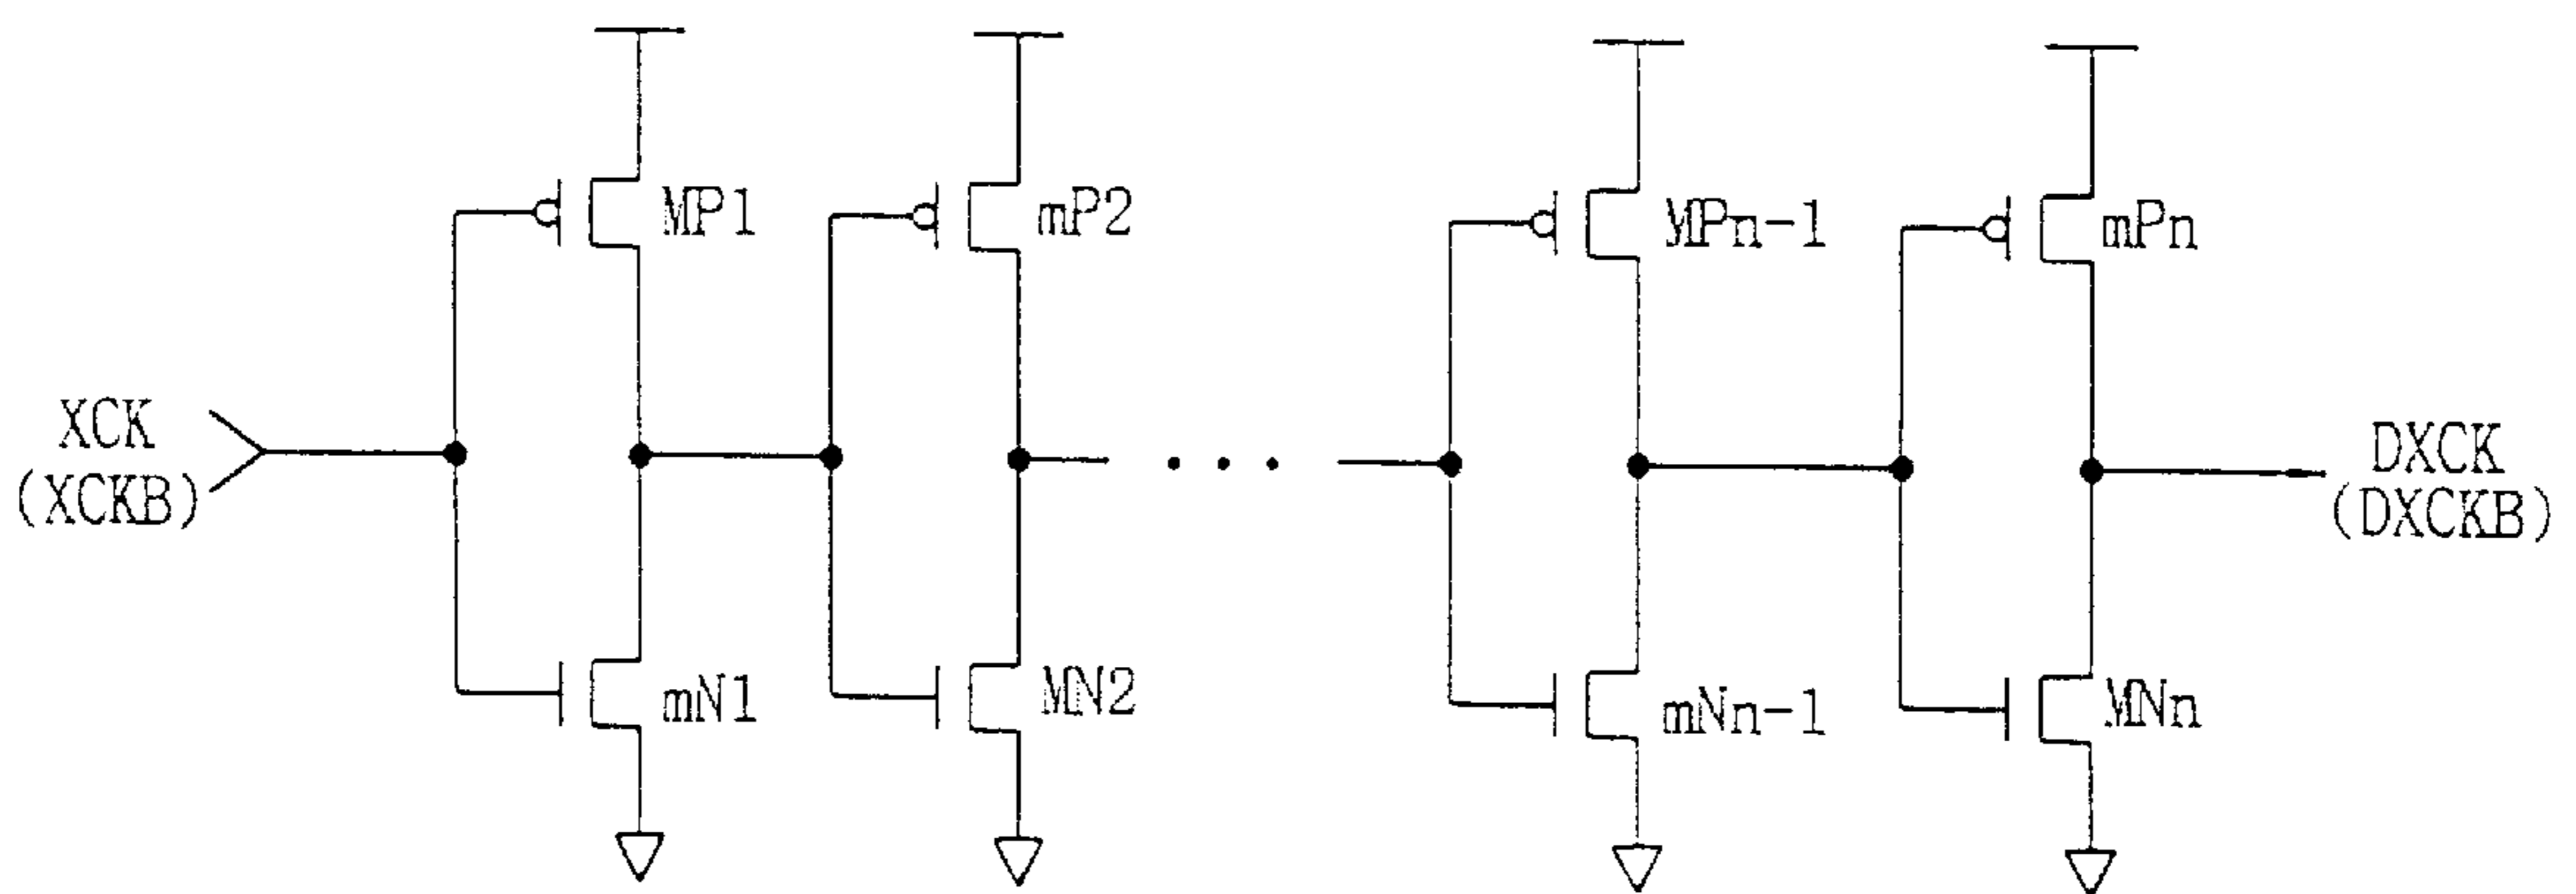 MP1
mP2
MPn-1
mPn
XCK
(XCKB)
DXCK
(DXCKB)
mN1
MN2
mNn-1
MNn